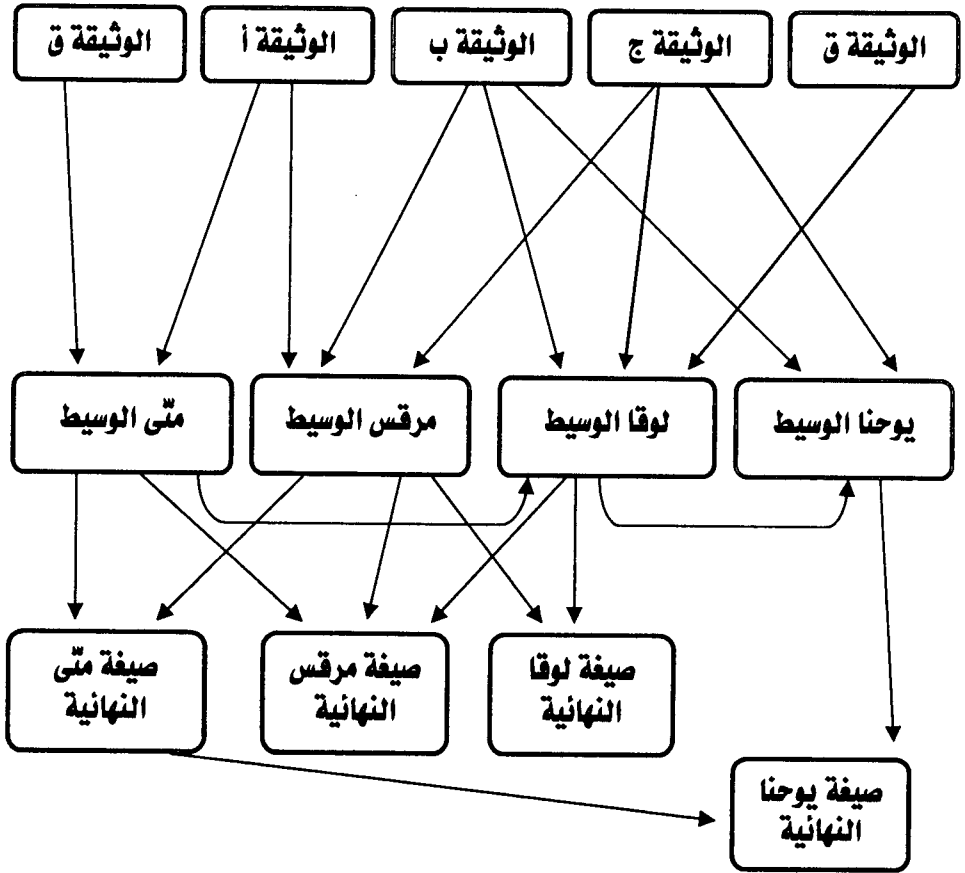 الوثيقة ق
الوثيقة ج
الوثيقة ب
الوثيقة أ
الوثيقة ق
يوحنا الوسيط
لوقا الوسيط
مرقس الوسيط
متّى الوسيط
صيغة لوقا
النهائية
صيغة مرقس
النهائية
صيغة متّى
النهائية
صيغة يوحنا
النهائية